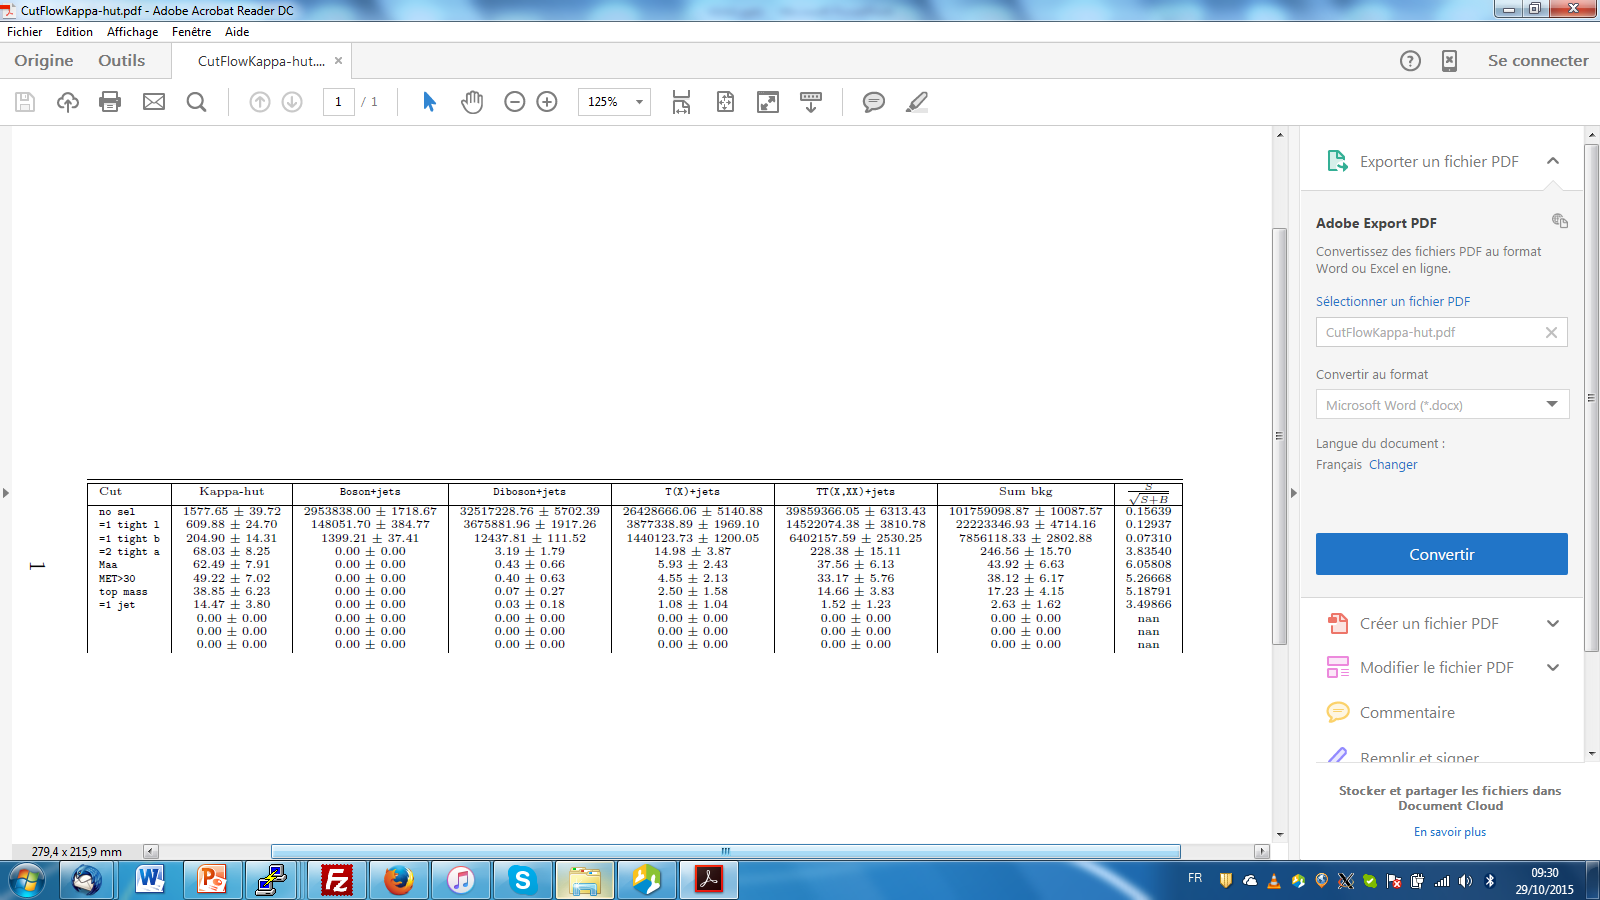 CutFlowKappa-hut.pdf - Adobe Acrobat Reader DC
Fichier Edition Affichage Fenêtre Aide
Origine Outils CutFlowKappa-hut.... × Se connecter
1 / 1 125%
Exporter un fichier PDF
Adobe Export PDF
Convertissez des fichiers PDF au format
Word ou Excel en ligne.
Sélectionner un fichier PDF
CutFlowKappa-hut.pdf
Convertir au format
Microsoft Word (*.docx)
Langue du document :
Français Changer
Convertir
Créer un fichier PDF
Modifier le fichier PDF
Commentaire
Remplir et signer
Stocker et partager les fichiers dans
Document Cloud
En savoir plus
Cut Kappa-hut Boson+jets Diboson+jets T(X)+jets TT(X,XX)+jets Sum bkg S/√S+B
no sel 1577.65 ± 39.72 2953838.00 ± 1718.67 32517228.76 ± 5702.39 26428666.06 ± 5140.88 39859366.05 ± 6313.43 101759098.87 ± 10087.57 0.15639
=1 tight l 609.88 ± 24.70 148051.70 ± 384.77 3675881.96 ± 1917.26 3877338.89 ± 1969.10 14522074.38 ± 3810.78 22223346.93 ± 4714.16 0.12937
=1 tight b 204.90 ± 14.31 1399.21 ± 37.41 12437.81 ± 111.52 1440123.73 ± 1200.05 6402157.59 ± 2530.25 7856118.33 ± 2802.88 0.07310
=2 tight a 68.03 ± 8.25 0.00 ± 0.00 3.19 ± 1.79 14.98 ± 3.87 228.38 ± 15.11 246.56 ± 15.70 3.83540
Maa 62.49 ± 7.91 0.00 ± 0.00 0.43 ± 0.66 5.93 ± 2.43 37.56 ± 6.13 43.92 ± 6.63 6.05808
MET>30 49.22 ± 7.02 0.00 ± 0.00 0.40 ± 0.63 4.55 ± 2.13 33.17 ± 5.76 38.12 ± 6.17 5.26668
top mass 38.85 ± 6.23 0.00 ± 0.00 0.07 ± 0.27 2.50 ± 1.58 14.66 ± 3.83 17.23 ± 4.15 5.18791
=1 jet 14.47 ± 3.80 0.00 ± 0.00 0.03 ± 0.18 1.08 ± 1.04 1.52 ± 1.23 2.63 ± 1.62 3.49866
0.00 ± 0.00 0.00 ± 0.00 0.00 ± 0.00 0.00 ± 0.00 0.00 ± 0.00 0.00 ± 0.00 nan
0.00 ± 0.00 0.00 ± 0.00 0.00 ± 0.00 0.00 ± 0.00 0.00 ± 0.00 0.00 ± 0.00 nan
0.00 ± 0.00 0.00 ± 0.00 0.00 ± 0.00 0.00 ± 0.00 0.00 ± 0.00 0.00 ± 0.00 nan
1
279,4 x 215,9 mm
FR 09:30
29/10/2015